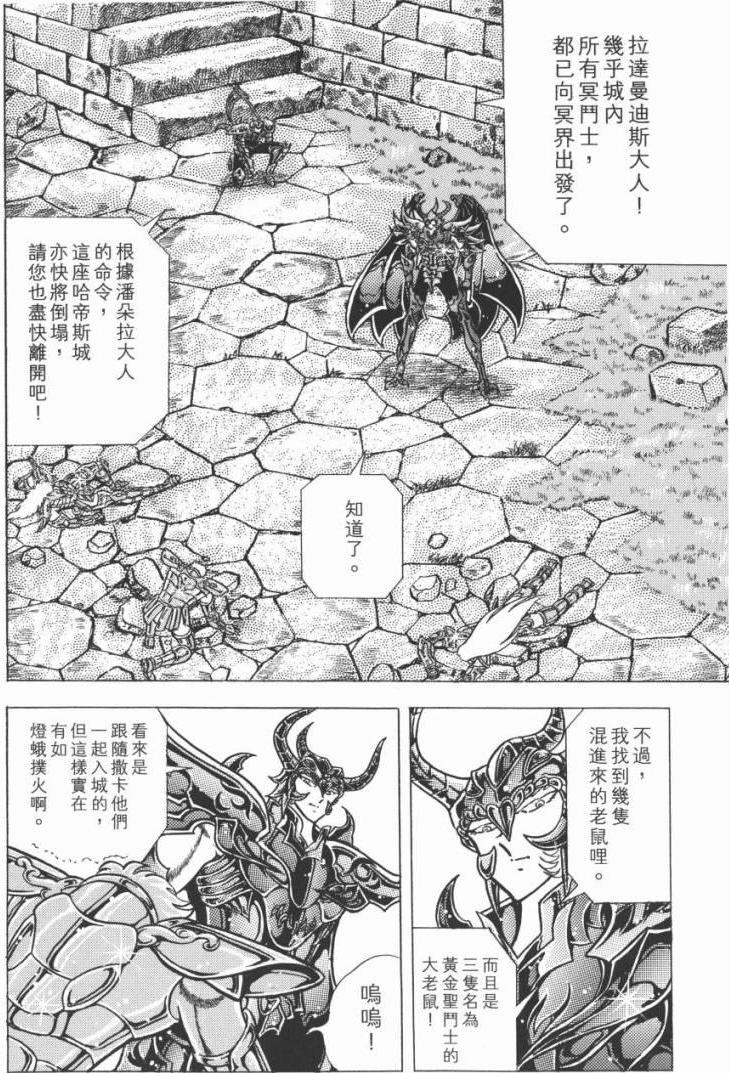 拉達曼迪斯大人！
幾乎城內
所有冥鬥士，
都已向冥界出發了。
根據潘朵拉大人
的命令，
這座哈帝斯城
亦快將倒塌，
請您也盡快離開吧！
知道了。
不過，
我找到幾隻
混進來的老鼠哩。
而且是
三隻名為
黃金聖鬥士的
大老鼠！
看來是
跟隨撒卡他們
一起入城的，
但這樣實在
有如
燈蛾撲火啊。
嗚嗚！